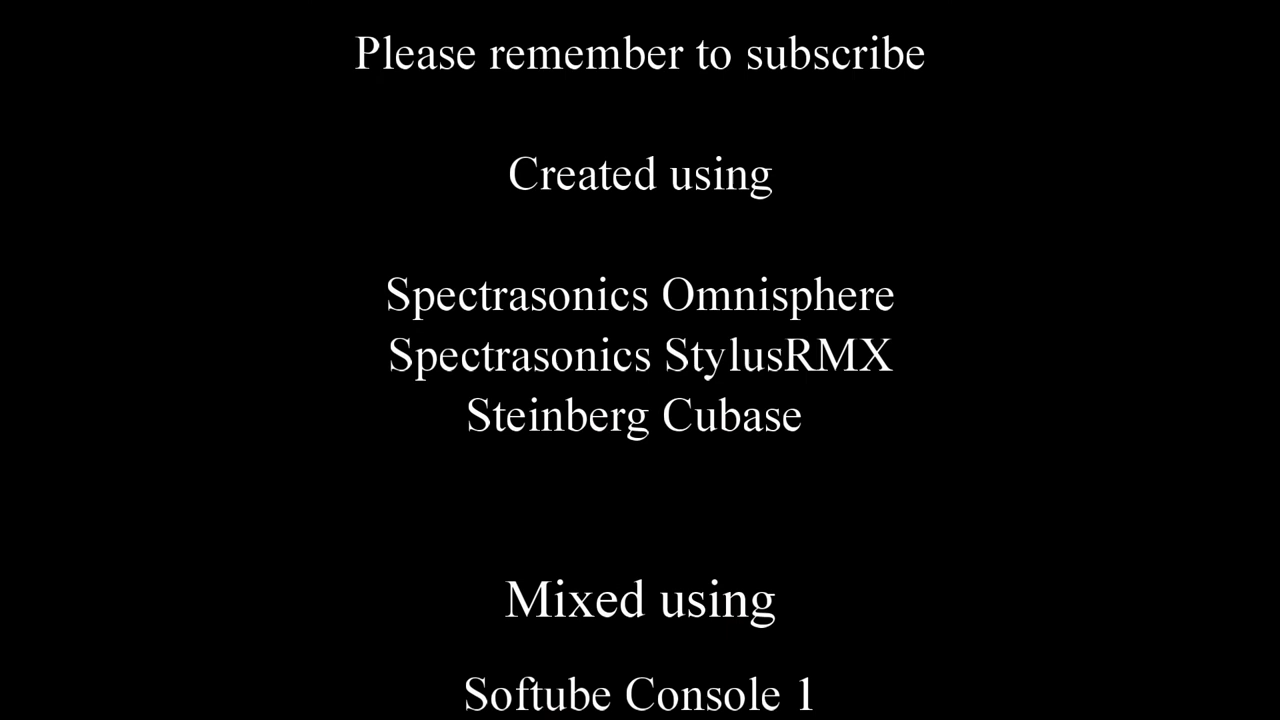 Please remember to subscribe
Created using
Spectrasonics Omnisphere
Spectrasonics StylusRMX
Steinberg Cubase
Mixed using
Softube Console 1